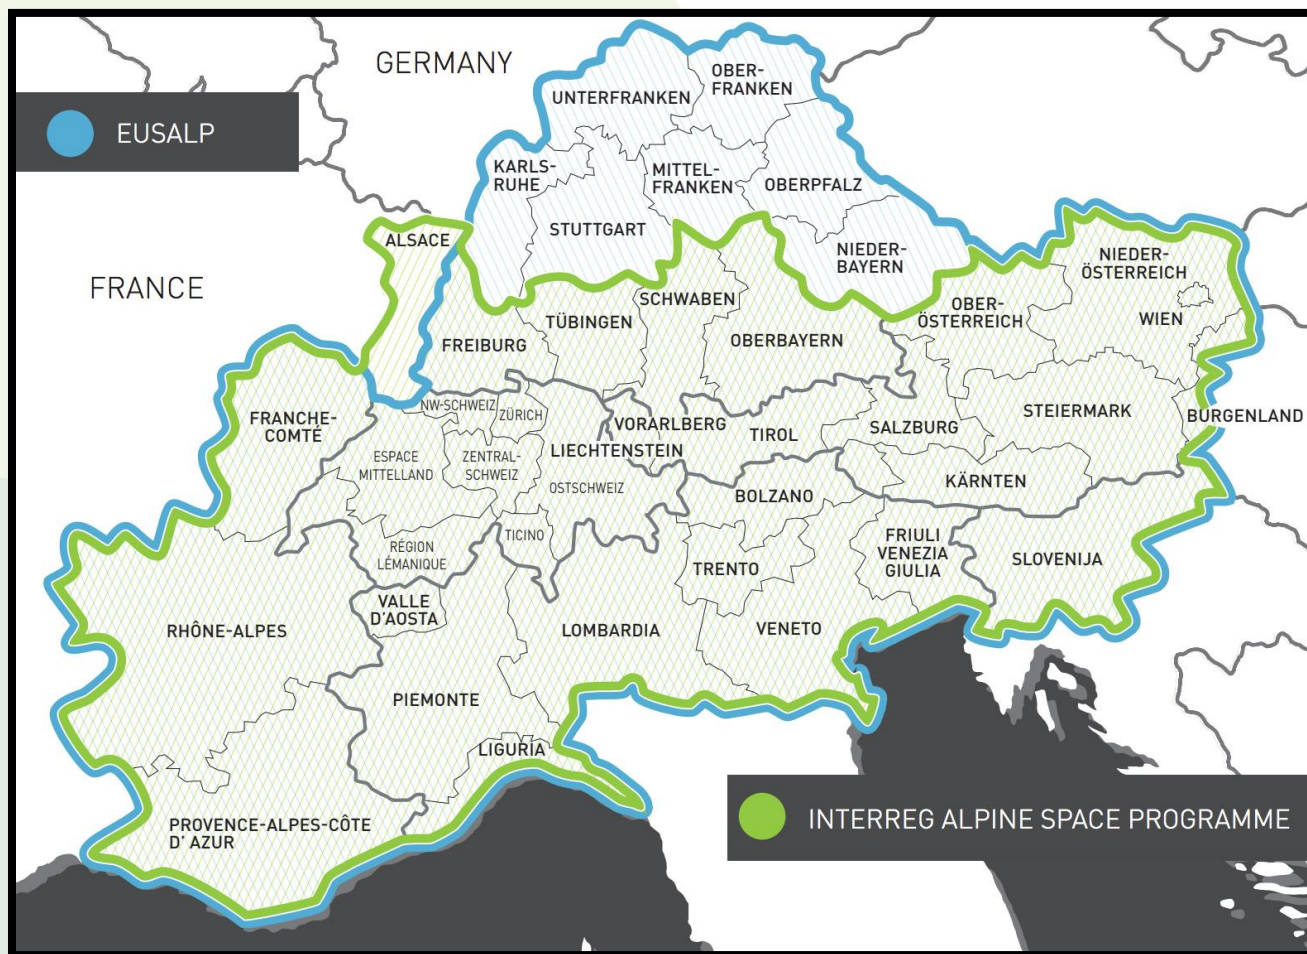 GERMANY
EUSALP
FRANCE
UNTERFRANKEN
OBER-
FRANKEN
KARLS-
RUHE
MITTEL-
FRANKEN
OBERPFALZ
STUTTGART
NIEDER-
BAYERN
ALSACE
NIEDER-
ÖSTERREICH
OBER-
ÖSTERREICH
WIEN
SCHWABEN
TÜBINGEN
FREIBURG
OBERBAYERN
FRANCHE-
COMTÉ
NW-SCHWEIZ
ZÜRICH
VORARLBERG
TIROL
SALZBURG
STEIERMARK
BURGENLAND
ESPACE
MITTELLAND
ZENTRAL-
SCHWEIZ
LIECHTENSTEIN
OSTSCHWEIZ
BOLZANO
KÄRNTEN
RÉGION
LÉMANIQUE
TICINO
TRENTO
FRIULI
VENEZIA
GIULIA
SLOVENIJA
VALLE
D'AOSTA
RHÔNE-ALPES
LOMBARDIA
VENETO
PIEMONTE
LIGURIA
PROVENCE-ALPES-CÔTE
D' AZUR
INTERREG ALPINE SPACE PROGRAMME